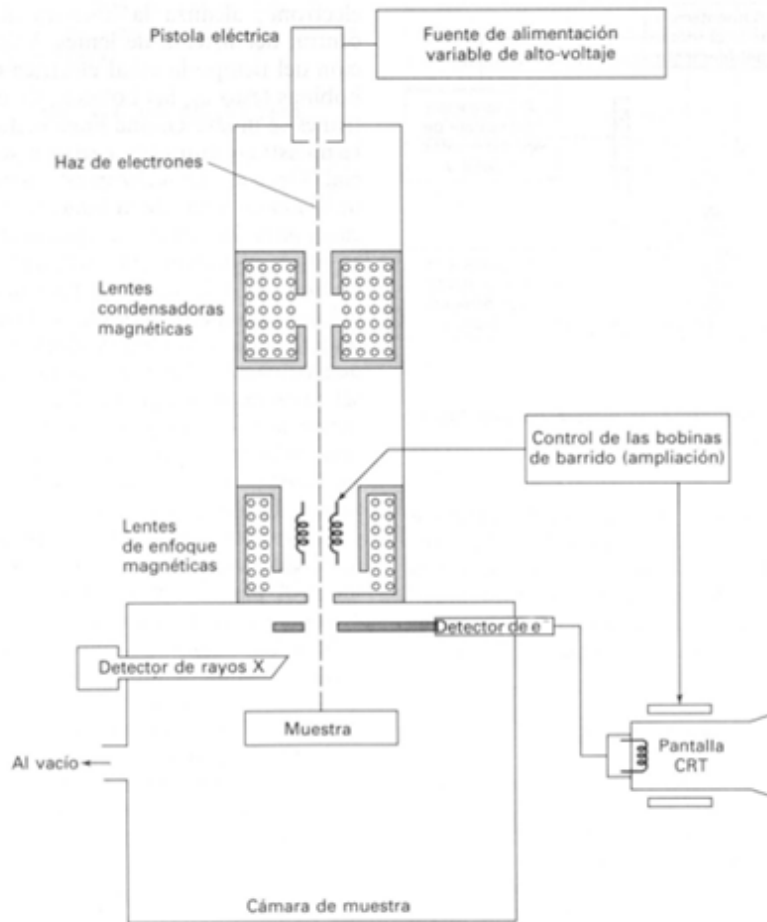 Pistola eléctrica
Fuente de alimentación
variable de alto-voltaje
Haz de electrones
Lentes
condensadoras
magnéticas
Control de las bobinas
de barrido (ampliación)
Lentes
de enfoque
magnéticas
Detector de e⁻
Detector de rayos X
Muestra
Al vacío
Pantalla
CRT
Cámara de muestra